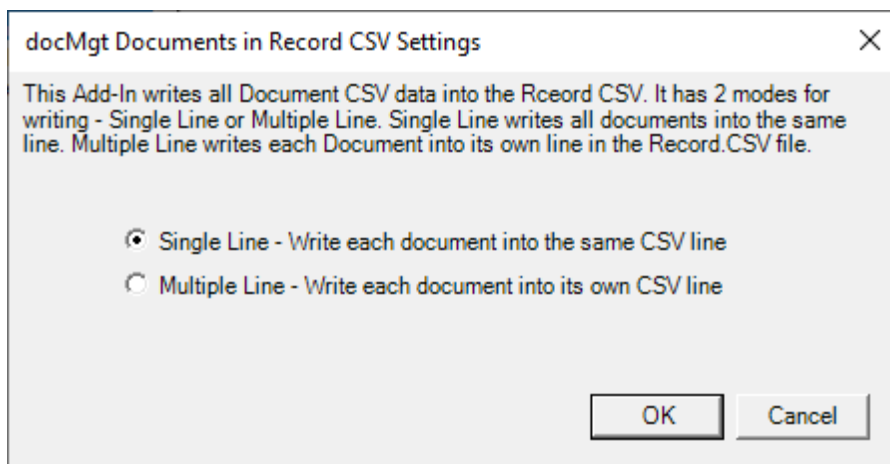 docMgt Documents in Record CSV Settings
This Add-In writes all Document CSV data into the Rceord CSV. It has 2 modes for
writing - Single Line or Multiple Line. Single Line writes all documents into the same
line. Multiple Line writes each Document into its own line in the Record.CSV file.
Single Line - Write each document into the same CSV line
Multiple Line - Write each document into its own CSV line
OK Cancel